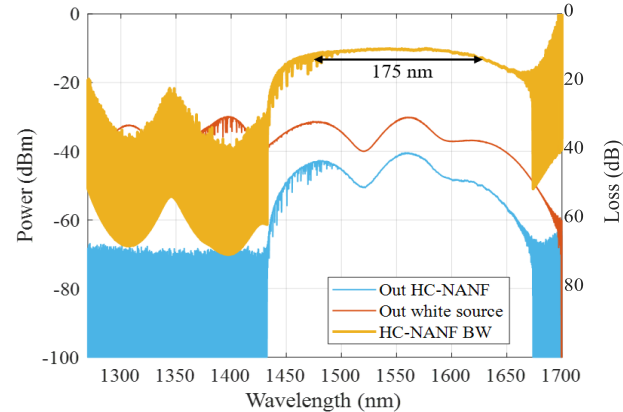 0
0
-20
20
175 nm
-40
40
Power (dBm)
Loss (dB)
-60
60
-80
80
Out HC-NANF
Out white source
HC-NANF BW
-100
1300 1350 1400 1450 1500 1550 1600 1650 1700
Wavelength (nm)